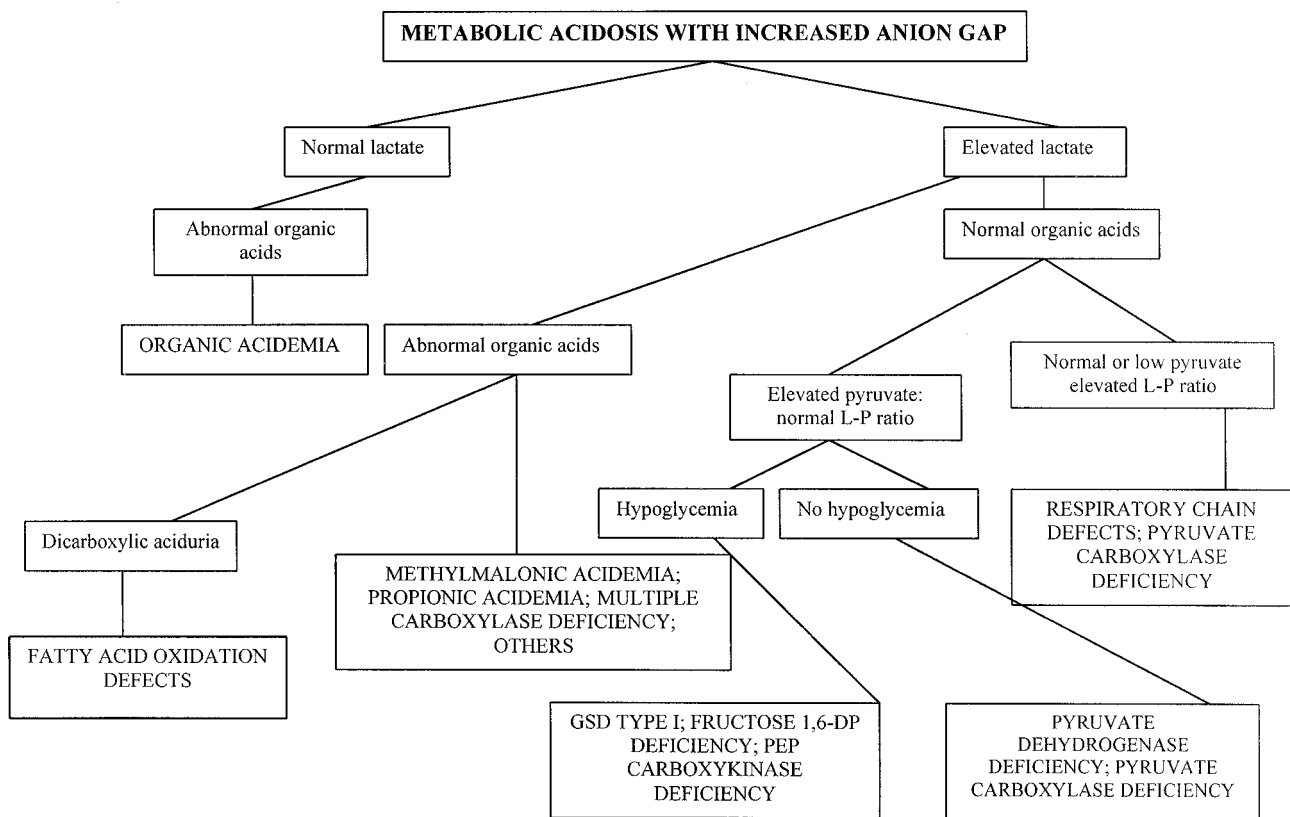 METABOLIC ACIDOSIS WITH INCREASED ANION GAP
Normal lactate
Elevated lactate
Abnormal organic
acids
Normal organic acids
ORGANIC ACIDEMIA
Abnormal organic acids
Normal or low pyruvate
elevated L-P ratio
Elevated pyruvate:
normal L-P ratio
Hypoglycemia
No hypoglycemia
RESPIRATORY CHAIN
DEFECTS; PYRUVATE
CARBOXYLASE
DEFICIENCY
Dicarboxylic aciduria
METHYLMALONIC ACIDEMIA;
PROPIONIC ACIDEMIA; MULTIPLE
CARBOXYLASE DEFICIENCY;
OTHERS
FATTY ACID OXIDATION
DEFECTS
GSD TYPE I; FRUCTOSE 1,6-DP
DEFICIENCY; PEP
CARBOXYKINASE
DEFICIENCY
PYRUVATE
DEHYDROGENASE
DEFICIENCY; PYRUVATE
CARBOXYLASE DEFICIENCY